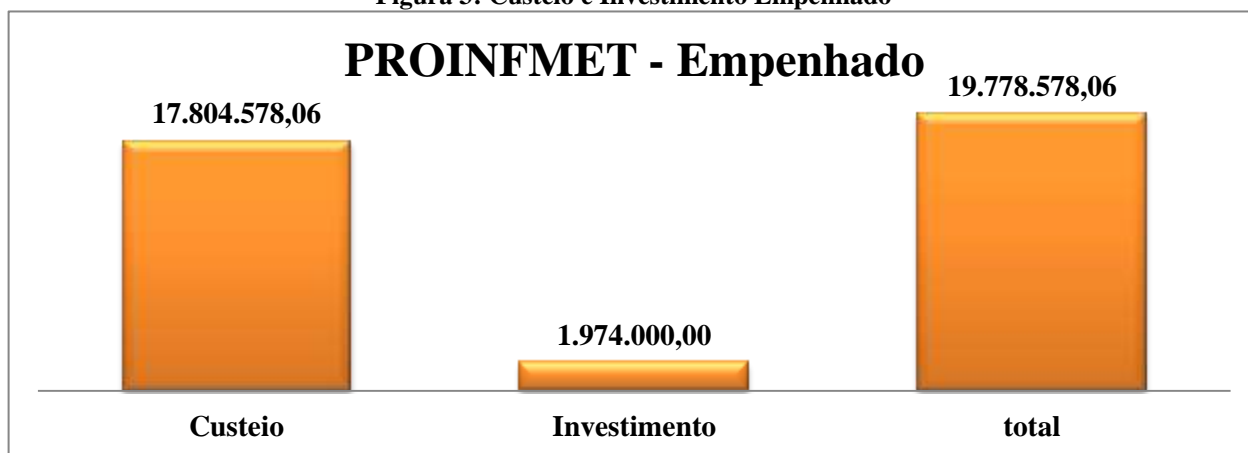 Figura 5: Custeio e Investimento Empenhado
PROINFMET - Empenhado
17.804.578,06
1.974.000,00
19.778.578,06
Custeio
Investimento
total